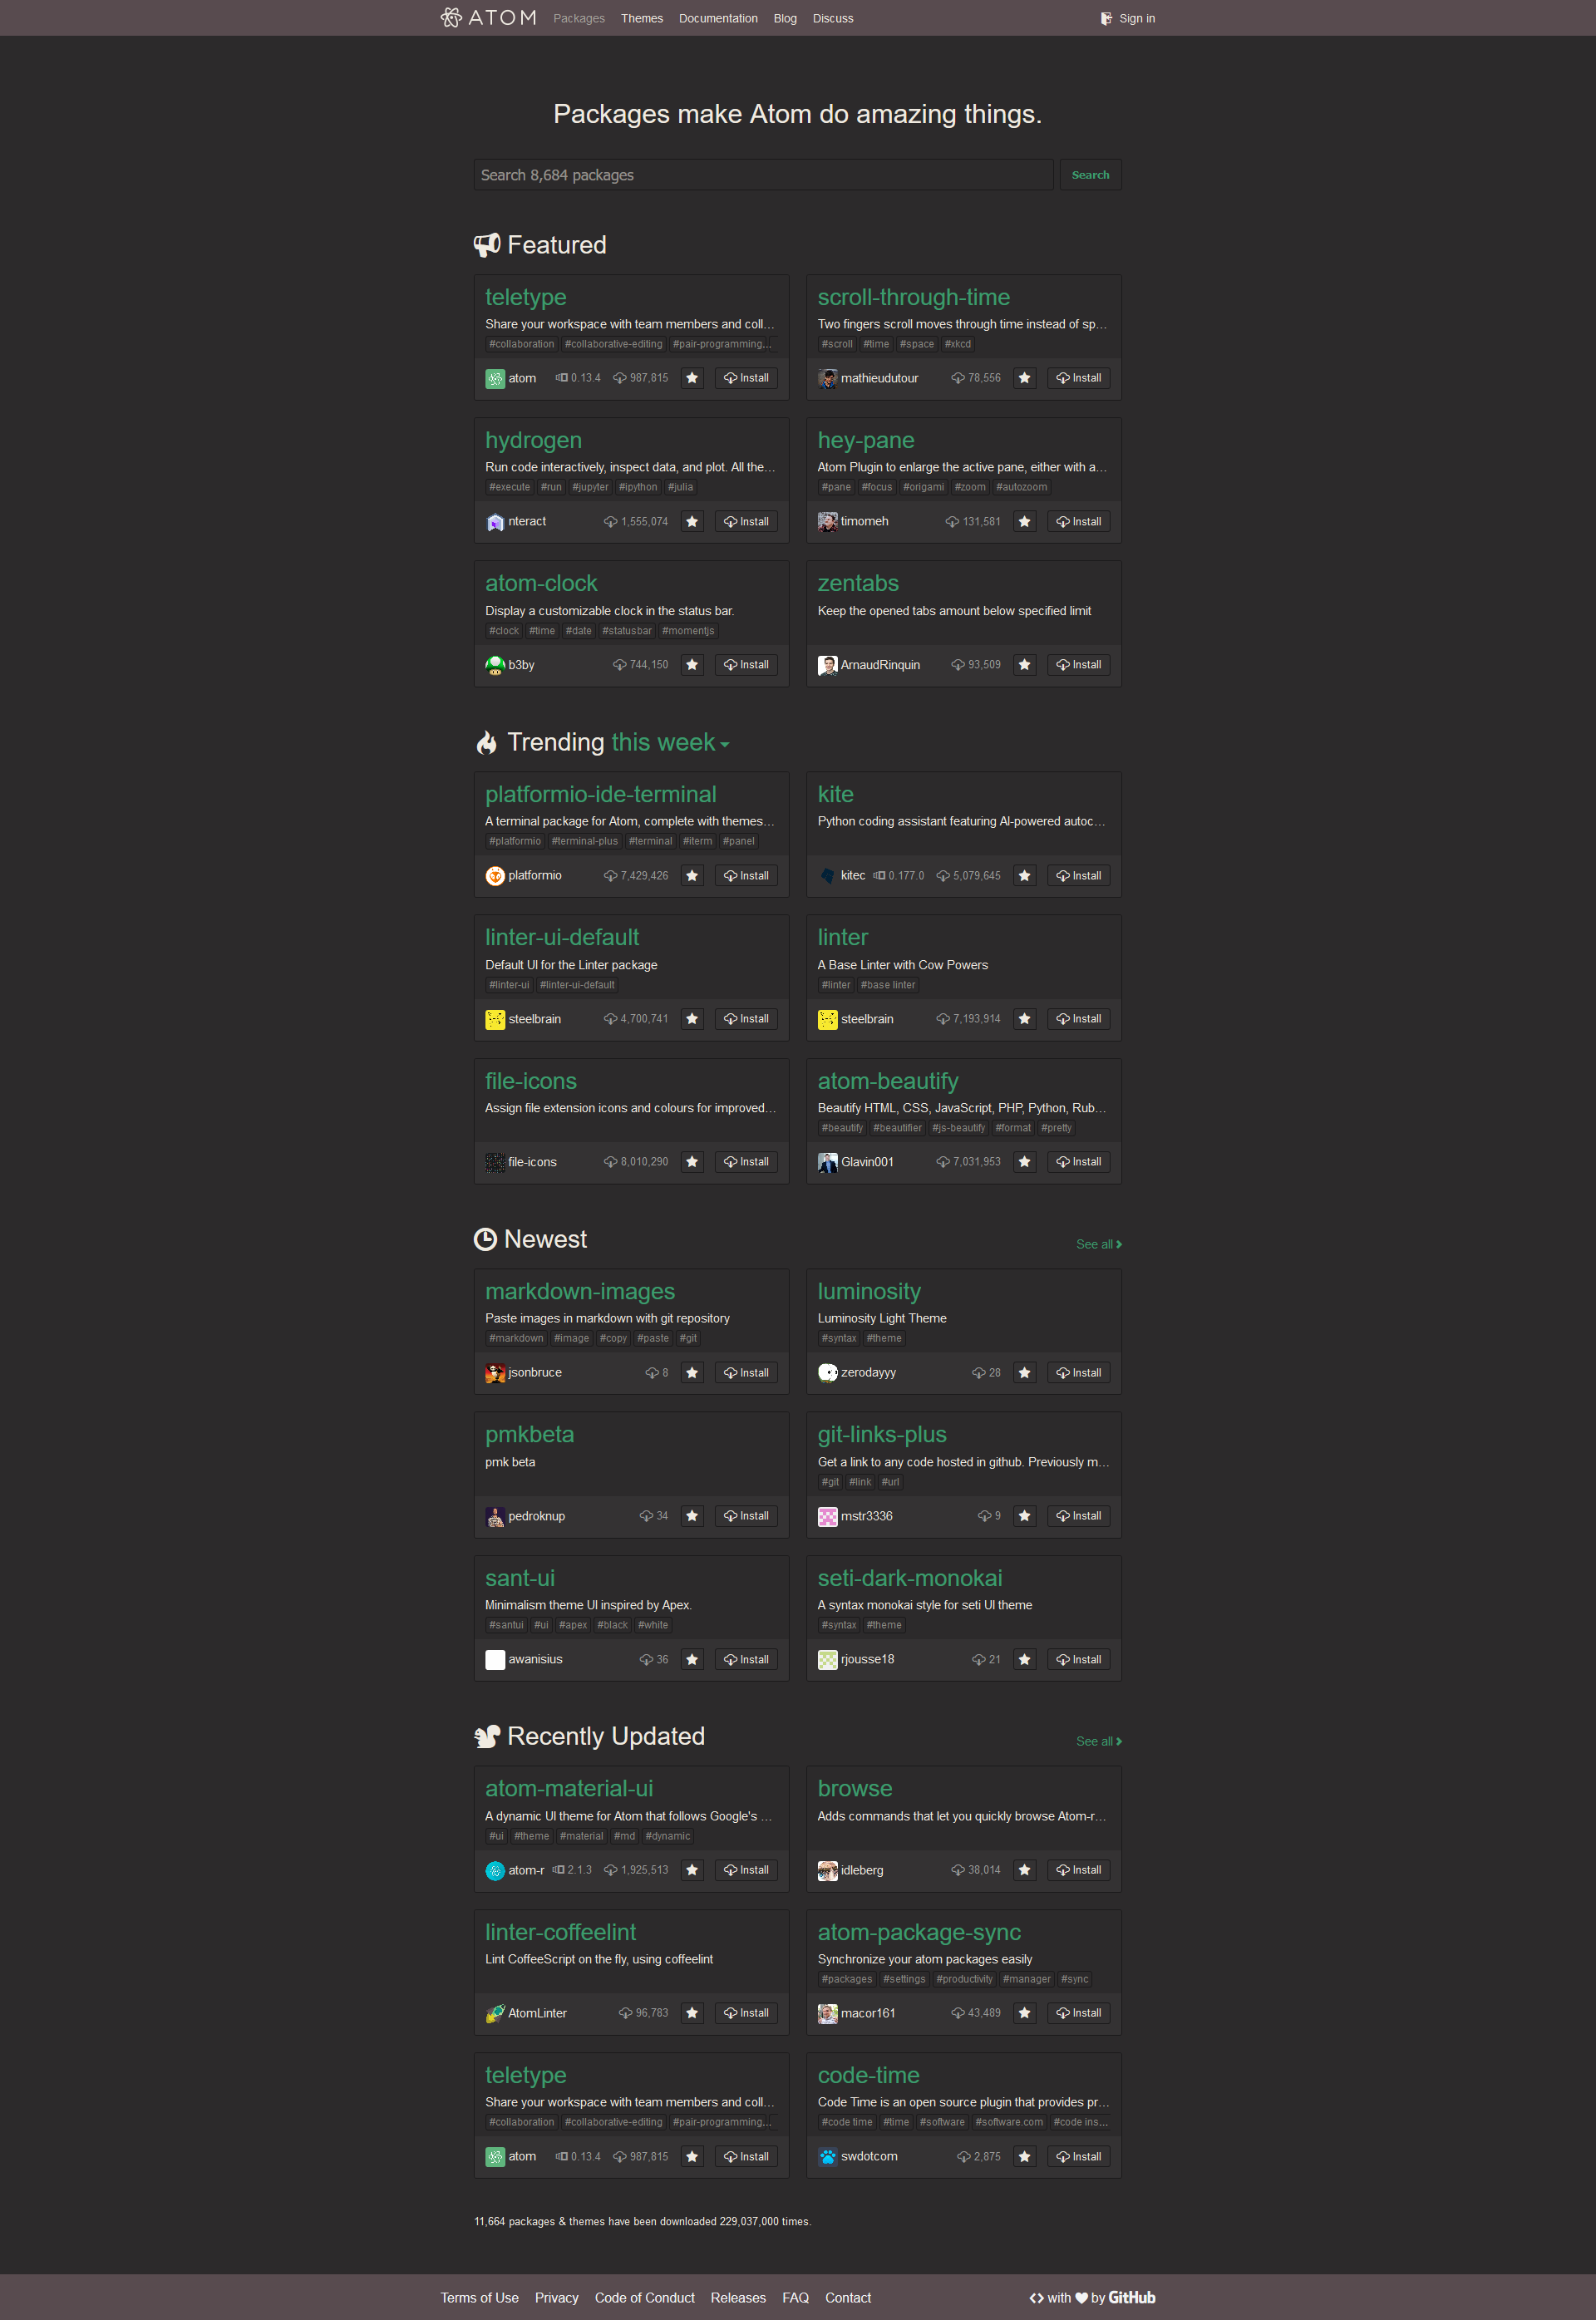 ATOM Packages Themes Documentation Blog Discuss Sign in
Packages make Atom do amazing things.
Search 8,684 packages Search
Featured
teletype
Share your workspace with team members and coll...
#collaboration #collaborative-editing #pair-programming...
atom 0.13.4 987,815 Install
scroll-through-time
Two fingers scroll moves through time instead of sp...
#scroll #time #space #xkcd
mathieudutour 78,556 Install
hydrogen
Run code interactively, inspect data, and plot. All the...
#execute #run #jupyter #ipython #julia
nteract 1,555,074 Install
hey-pane
Atom Plugin to enlarge the active pane, either with a...
#pane #focus #origami #zoom #autozoom
timomeh 131,581 Install
atom-clock
Display a customizable clock in the status bar.
#clock #time #date #statusbar #momentjs
b3by 744,150 Install
zentabs
Keep the opened tabs amount below specified limit
ArnaudRinquin 93,509 Install
Trending this week
platformio-ide-terminal
A terminal package for Atom, complete with themes...
#platformio #terminal-plus #terminal #iterm #panel
platformio 7,429,426 Install
kite
Python coding assistant featuring AI-powered autoc...
kitec 0.177.0 5,079,645 Install
linter-ui-default
Default UI for the Linter package
#linter-ui #linter-ui-default
steelbrain 4,700,741 Install
linter
A Base Linter with Cow Powers
#linter #base linter
steelbrain 7,193,914 Install
file-icons
Assign file extension icons and colours for improved...
file-icons 8,010,290 Install
atom-beautify
Beautify HTML, CSS, JavaScript, PHP, Python, Rub...
#beautify #beautifier #js-beautify #format #pretty
Glavin001 7,031,953 Install
Newest See all
markdown-images
Paste images in markdown with git repository
#markdown #image #copy #paste #git
jsonbruce 8 Install
luminosity
Luminosity Light Theme
#syntax #theme
zerodayyy 28 Install
pmkbeta
pmk beta
pedroknup 34 Install
git-links-plus
Get a link to any code hosted in github. Previously m...
#git #link #url
mstr3336 9 Install
sant-ui
Minimalism theme UI inspired by Apex.
#santui #ui #apex #black #white
awanisius 36 Install
seti-dark-monokai
A syntax monokai style for seti UI theme
#syntax #theme
rjousse18 21 Install
Recently Updated See all
atom-material-ui
A dynamic UI theme for Atom that follows Google's ...
#ui #theme #material #md #dynamic
atom-r 2.1.3 1,925,513 Install
browse
Adds commands that let you quickly browse Atom-r...
idleberg 38,014 Install
linter-coffeelint
Lint CoffeeScript on the fly, using coffeelint
AtomLinter 96,783 Install
atom-package-sync
Synchronize your atom packages easily
#packages #settings #productivity #manager #sync
macor161 43,489 Install
teletype
Share your workspace with team members and coll...
#collaboration #collaborative-editing #pair-programming...
atom 0.13.4 987,815 Install
code-time
Code Time is an open source plugin that provides pr...
#code time #time #software #software.com #code ins...
swdotcom 2,875 Install
11,664 packages & themes have been downloaded 229,037,000 times.
Terms of Use Privacy Code of Conduct Releases FAQ Contact with by GitHub